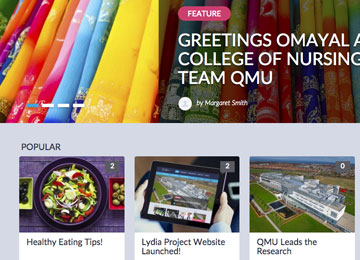 FEATURE
GREETINGS OMAYAL A
COLLEGE OF NURSING
TEAM QMU
by Margaret Smith
POPULAR
2
2
0
Healthy Eating Tips!
Lydia Project Website
Launched!
QMU Leads the
Research